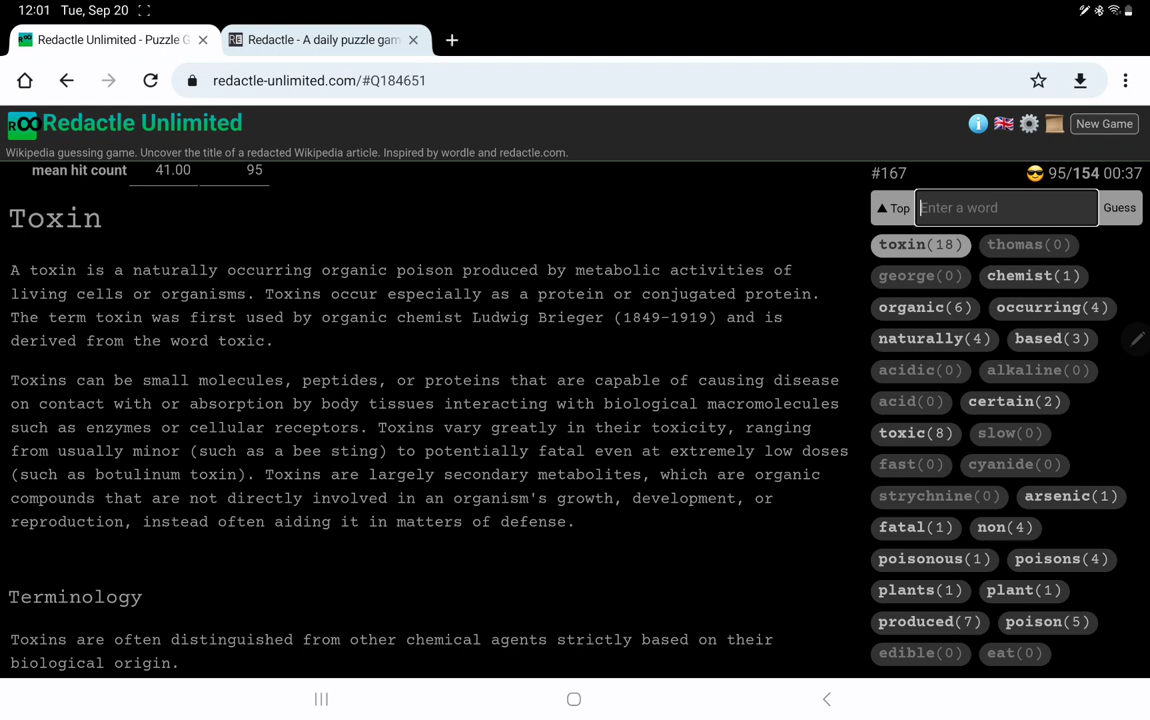 12:01 Tue, Sep 20
Redactle Unlimited - Puzzle G
Redactle - A daily puzzle gam
redactle-unlimited.com/#Q184651
Redactle Unlimited
New Game
Wikipedia guessing game. Uncover the title of a redacted Wikipedia article. Inspired by wordle and redactle.com.
mean hit count 41.00 95
#167 😎 95/154 00:37
▲ Top Enter a word Guess
Toxin
A toxin is a naturally occurring organic poison produced by metabolic activities of
living cells or organisms. Toxins occur especially as a protein or conjugated protein.
The term toxin was first used by organic chemist Ludwig Brieger (1849–1919) and is
derived from the word toxic.
Toxins can be small molecules, peptides, or proteins that are capable of causing disease
on contact with or absorption by body tissues interacting with biological macromolecules
such as enzymes or cellular receptors. Toxins vary greatly in their toxicity, ranging
from usually minor (such as a bee sting) to potentially fatal even at extremely low doses
(such as botulinum toxin). Toxins are largely secondary metabolites, which are organic
compounds that are not directly involved in an organism's growth, development, or
reproduction, instead often aiding it in matters of defense.
Terminology
Toxins are often distinguished from other chemical agents strictly based on their
biological origin.
toxin(18) thomas(0)
george(0) chemist(1)
organic(6) occurring(4)
naturally(4) based(3)
acidic(0) alkaline(0)
acid(0) certain(2)
toxic(8) slow(0)
fast(0) cyanide(0)
strychnine(0) arsenic(1)
fatal(1) non(4)
poisonous(1) poisons(4)
plants(1) plant(1)
produced(7) poison(5)
edible(0) eat(0)